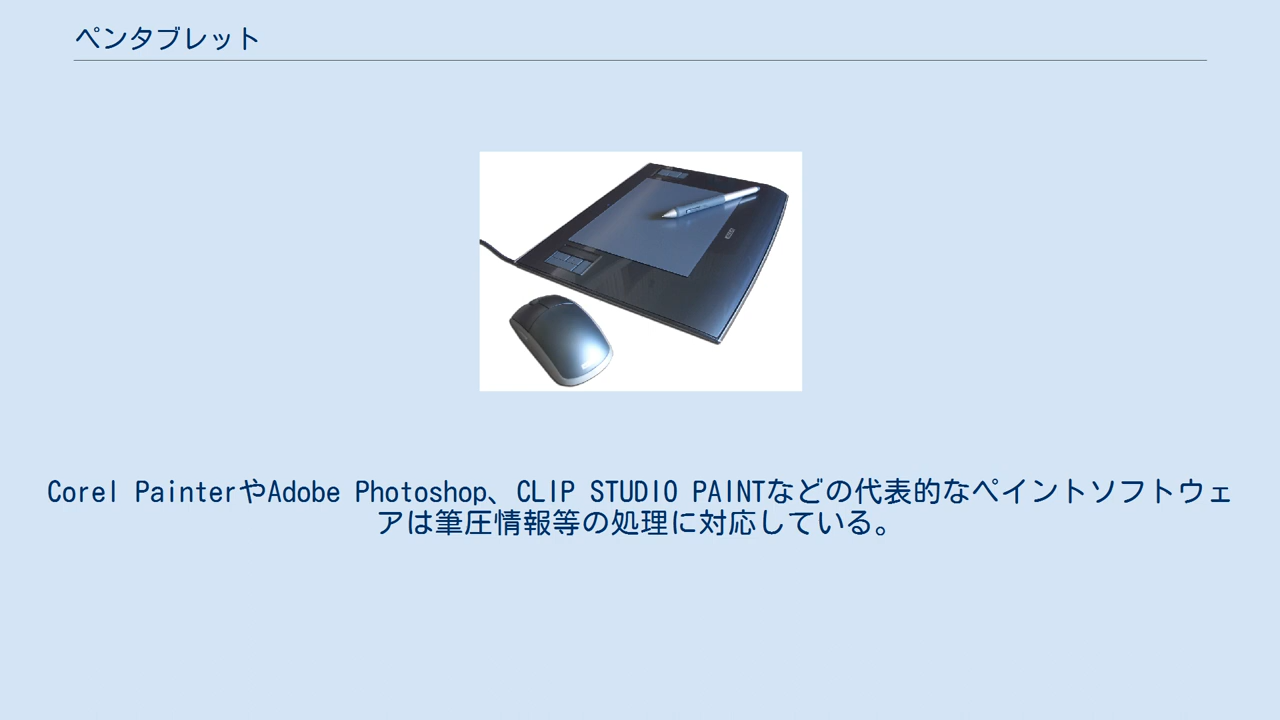 ペンタブレット
Corel PainterやAdobe Photoshop、CLIP STUDIO PAINTなどの代表的なペイントソフトウェ
アは筆圧情報等の処理に対応している。